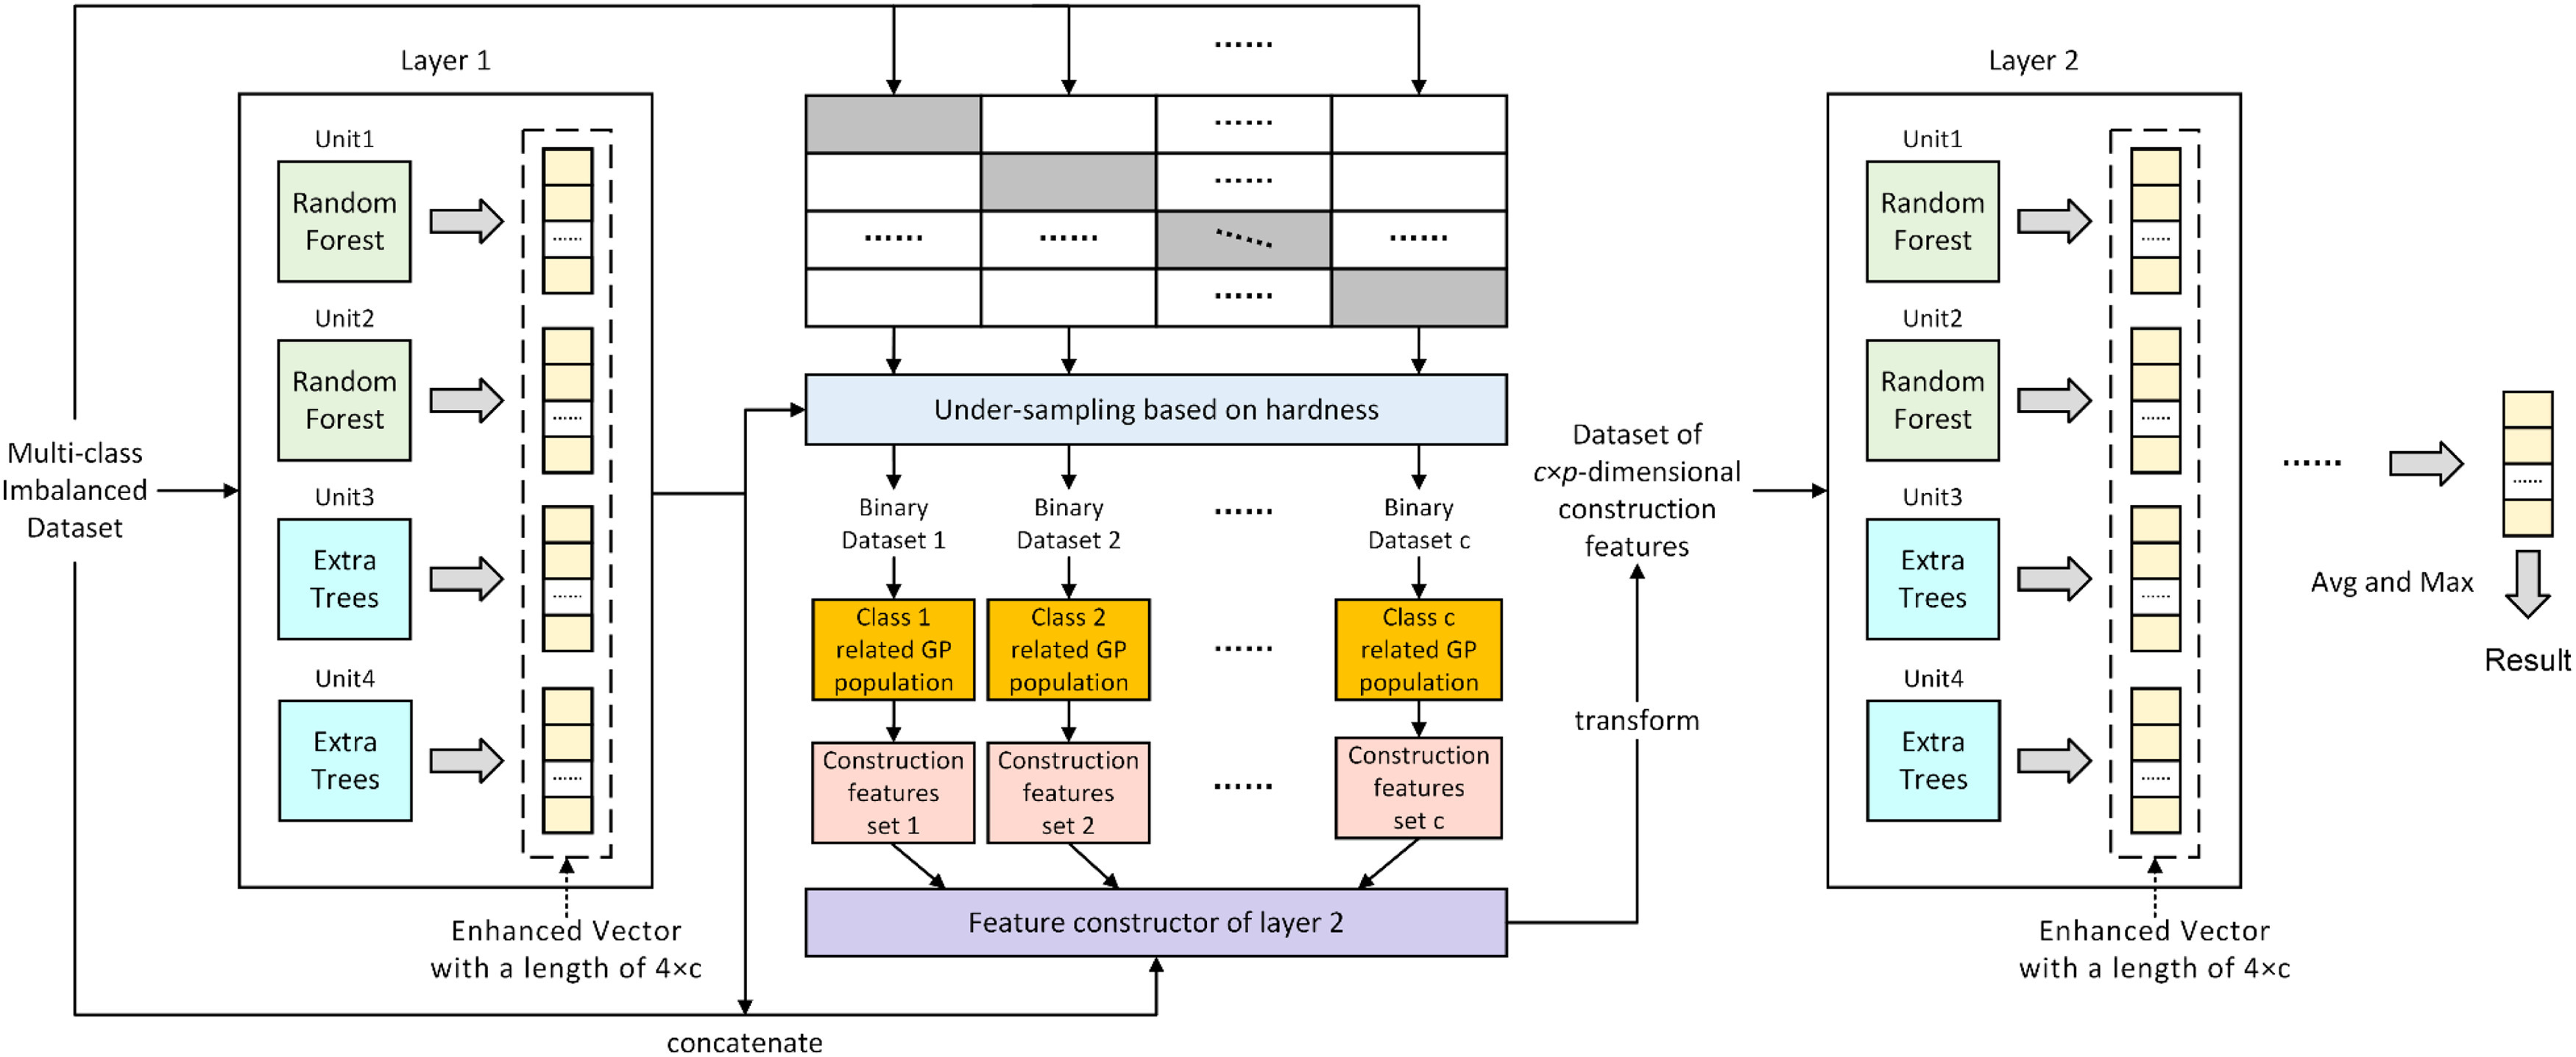 Multi-class
Imbalanced
Dataset
Layer 1
Unit1
Random
Forest
......
Unit2
Random
Forest
......
Unit3
Extra
Trees
......
Unit4
Extra
Trees
......
Enhanced Vector
with a length of 4×c
concatenate
......
......
......
...... ...... ......
......
Under-sampling based on hardness
Binary
Dataset 1
Binary
Dataset 2
......
Binary
Dataset c
Class 1
related GP
population
Class 2
related GP
population
......
Class c
related GP
population
Construction
features
set 1
Construction
features
set 2
......
Construction
features
set c
Feature constructor of layer 2
transform
Dataset of
c×p-dimensional
construction
features
Layer 2
Unit1
Random
Forest
......
Unit2
Random
Forest
......
Unit3
Extra
Trees
......
Unit4
Extra
Trees
......
Enhanced Vector
with a length of 4×c
......
......
Avg and Max
Result